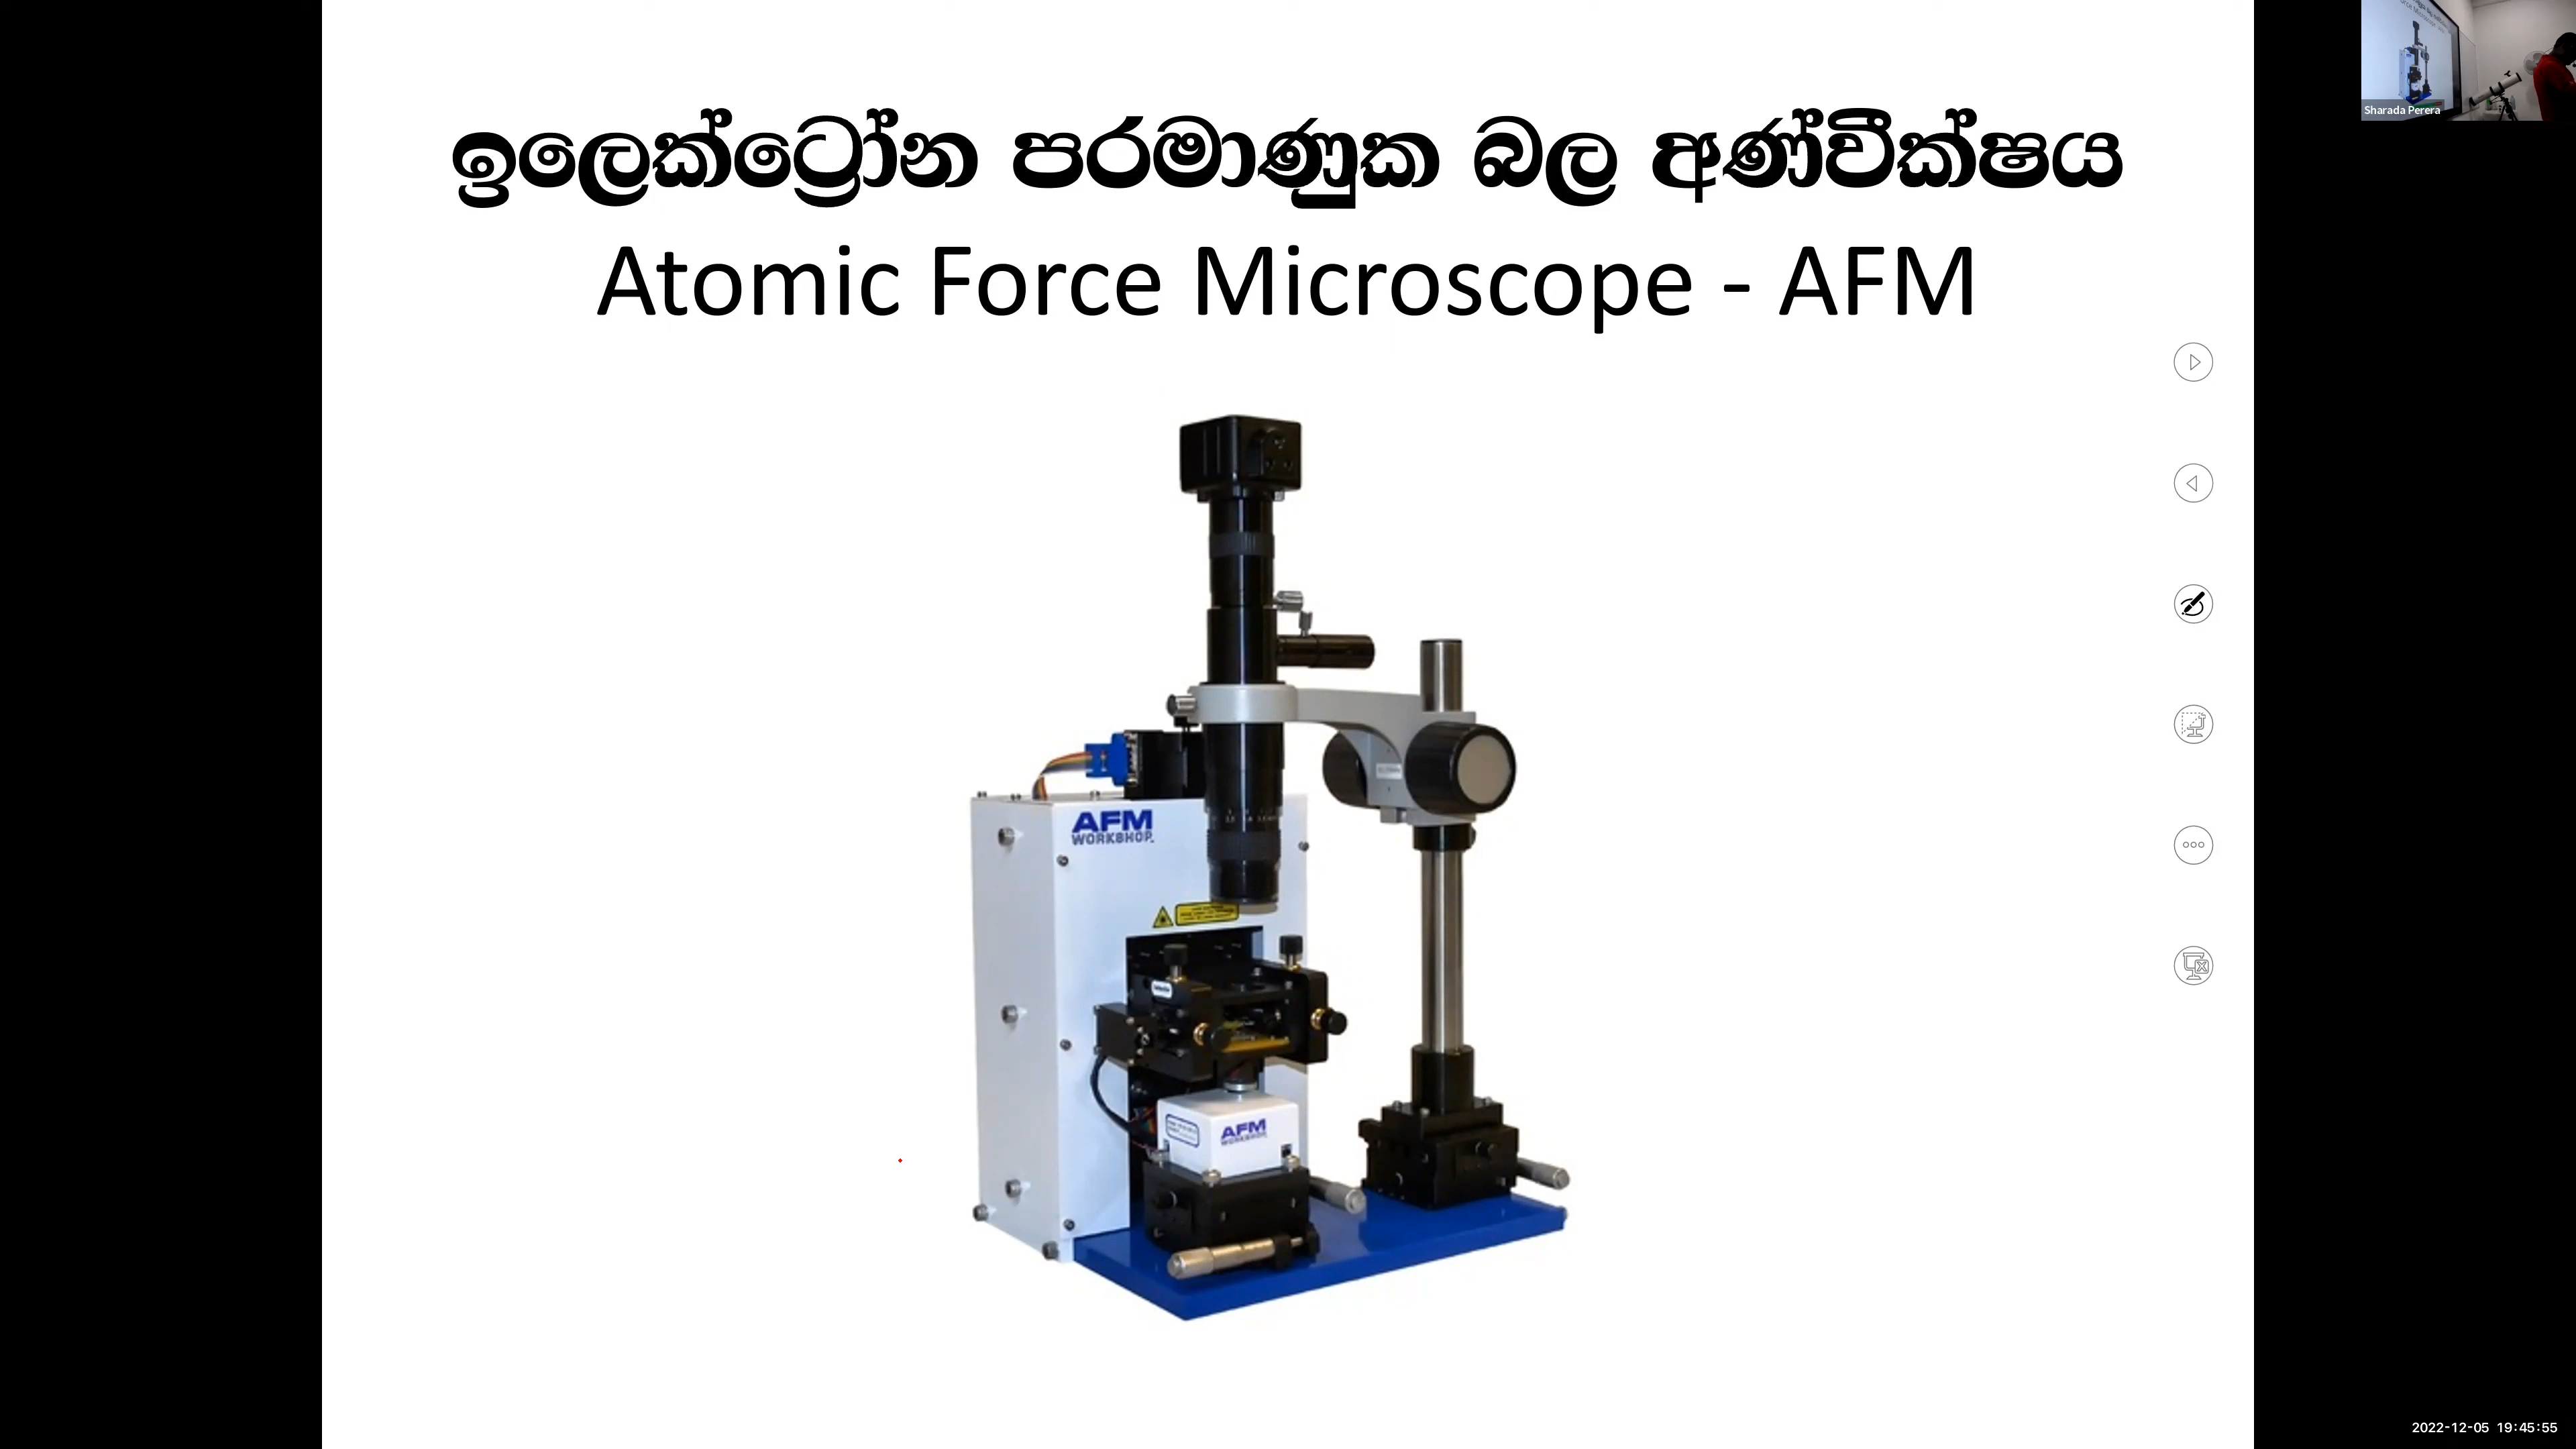 Sharada Perera
ඉලෙක්ට්‍රෝන පරමාණුක බල අණ්වීක්ෂය
Atomic Force Microscope - AFM
AFM
WORKSHOP
AFM
WORKSHOP
2022-12-05 19:45:55